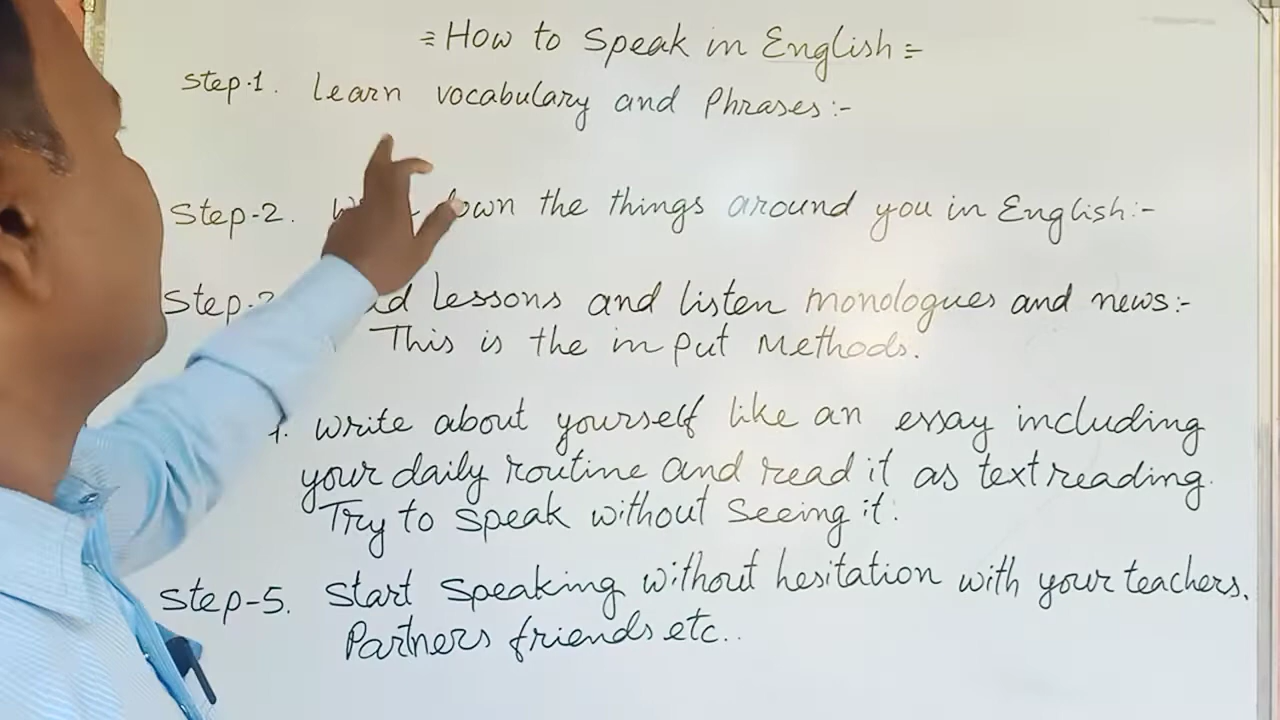 = How to Speak in English =
Step-1. Learn vocabulary and Phrases:-
Step-2. down the things around you in English:-
Step- lessons and listen monologues and news:-
This is the in put Methods.
write about yourself like an essay including
your daily routine and read it as text reading.
Try to speak without seeing it.
Step-5. Start speaking without hesitation with your teachers.
Partners friends etc..